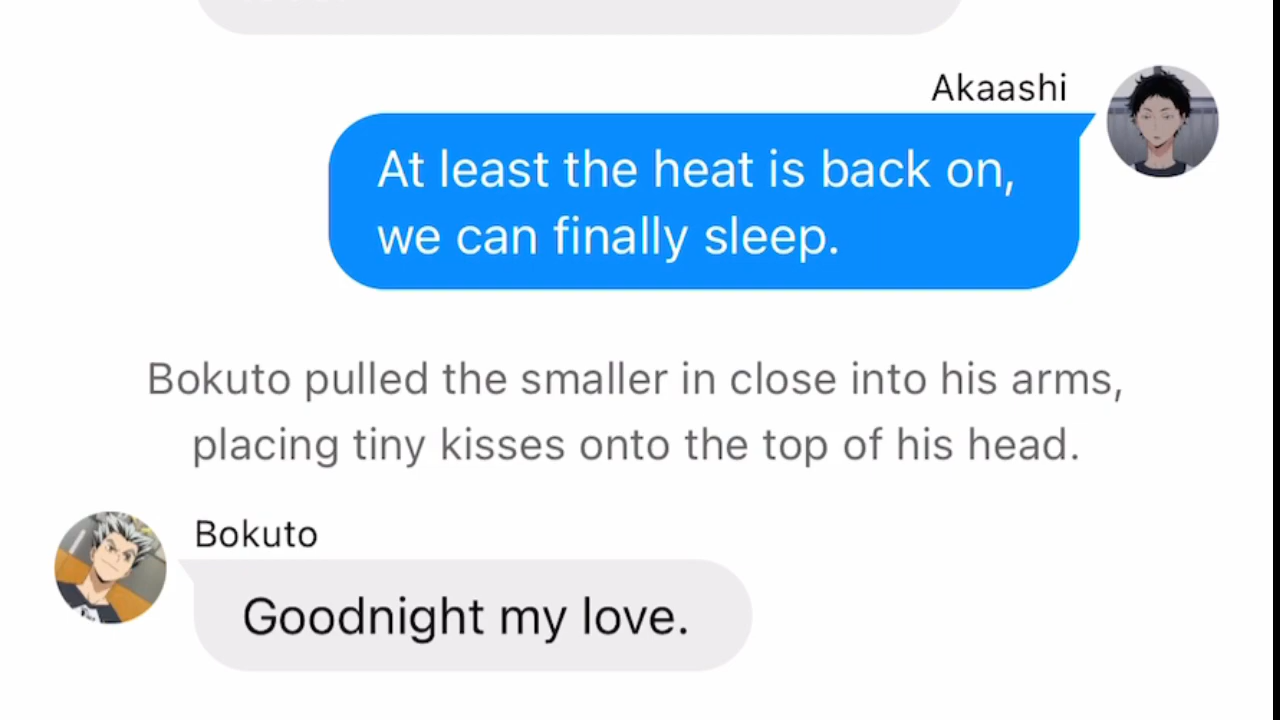 Akaashi
At least the heat is back on,
we can finally sleep.
Bokuto pulled the smaller in close into his arms,
placing tiny kisses onto the top of his head.
Bokuto
Goodnight my love.